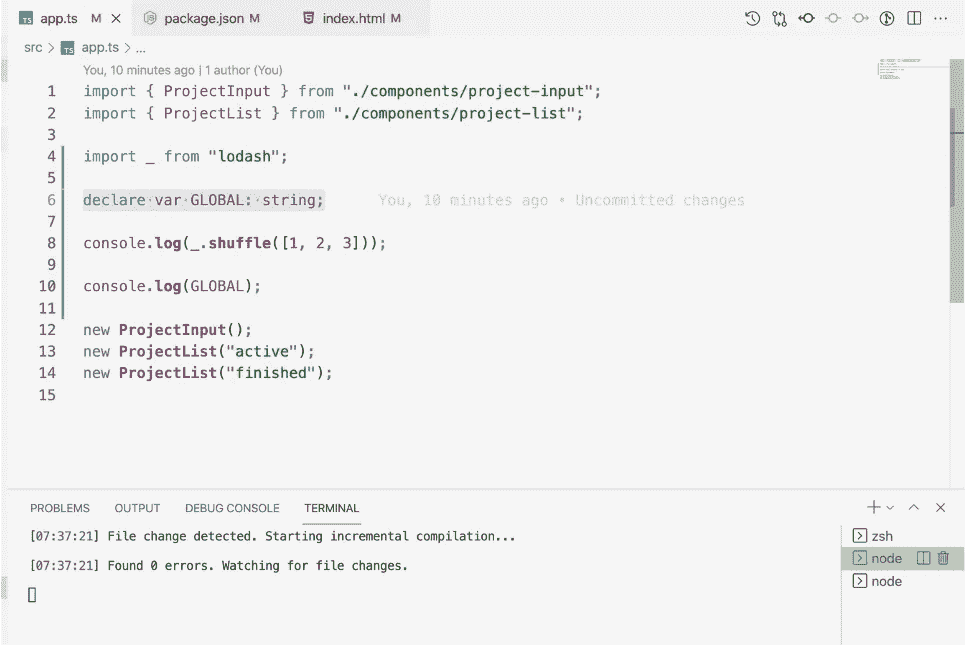 TS app.ts M package.json M index.html M
src > TS app.ts > ...
You, 10 minutes ago | 1 author (You)
1 import { ProjectInput } from "./components/project-input";
2 import { ProjectList } from "./components/project-list";
3
4 import _ from "lodash";
5
6 declare·var·GLOBAL:·string; You, 10 minutes ago • Uncommitted changes
7
8 console.log(_.shuffle([1, 2, 3]));
9
10 console.log(GLOBAL);
11
12 new ProjectInput();
13 new ProjectList("active");
14 new ProjectList("finished");
15
PROBLEMS OUTPUT DEBUG CONSOLE TERMINAL
[07:37:21] File change detected. Starting incremental compilation...
[07:37:21] Found 0 errors. Watching for file changes.
zsh
node
node